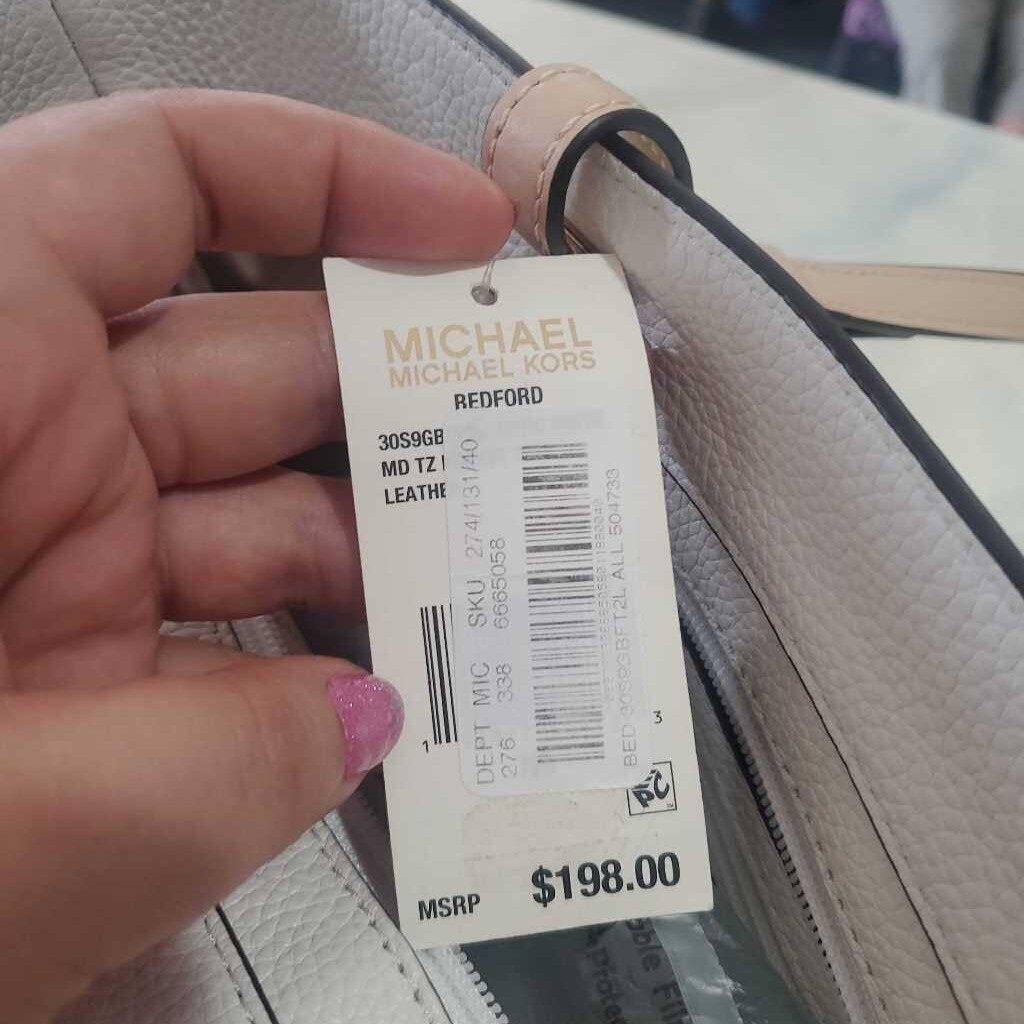 MICHAEL
MICHAEL KORS
REDFORD
30S9GB
MD TZ
LEATHE
DEPT MIC SKU 274/131/40
276 338 6665058
BED 30S9GBFT2L ALL 504733
1
3
MSRP $198.00